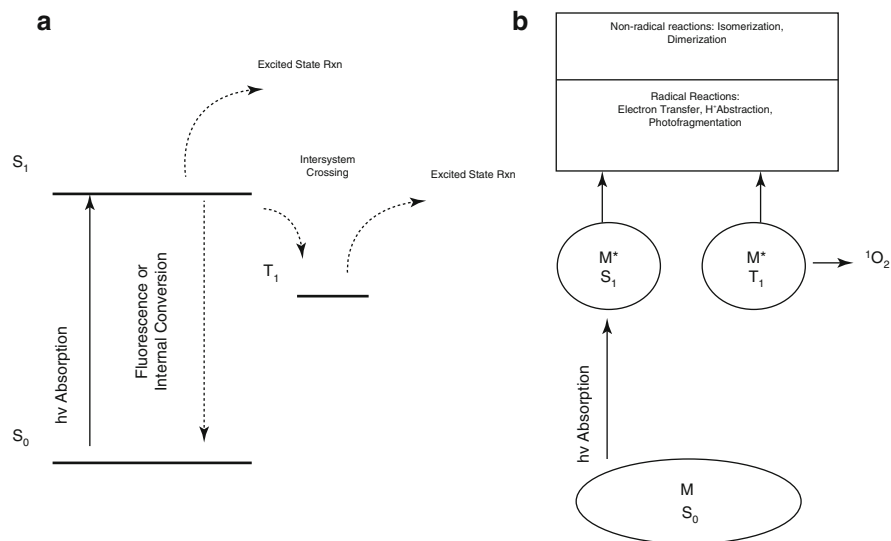 a
Excited State Rxn
S1
Intersystem
Crossing
Excited State Rxn
T1
hv Absorption
Fluorescence or
Internal Conversion
S0
b
Non-radical reactions: Isomerization,
Dimerization
Radical Reactions:
Electron Transfer, H-Abstraction,
Photofragmentation
M*
S1
M*
T1
1O2
hv Absorption
M
S0